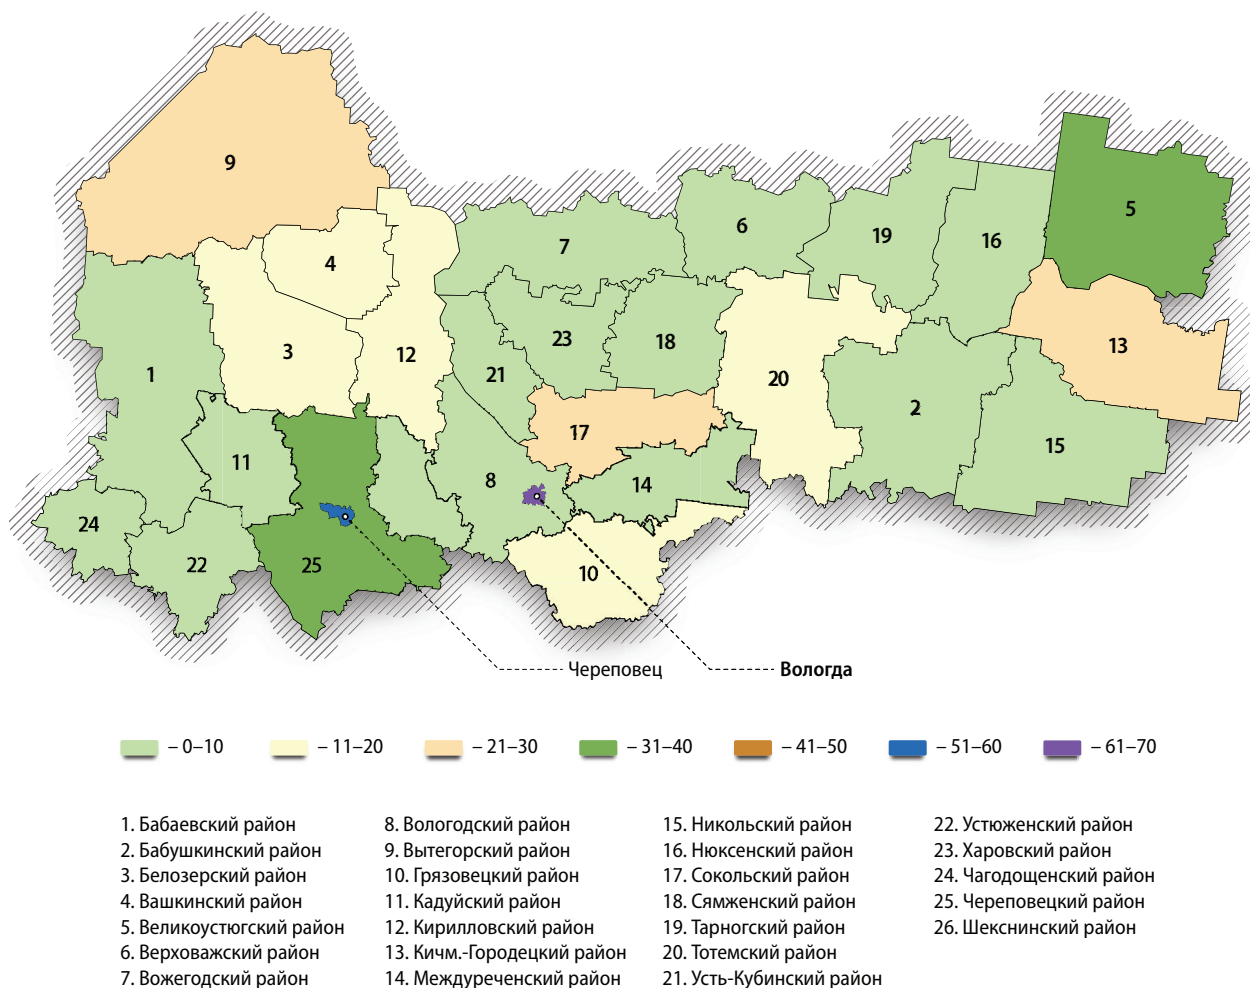 9
5
4
7
6
19
16
3
12
23
18
13
1
21
20
2
17
15
11
8
14
24
22
25
10
Череповец
Вологда
– 0–10
– 11–20
– 21–30
– 31–40
– 41–50
– 51–60
– 61–70
1. Бабаевский район
2. Бабушкинский район
3. Белозерский район
4. Вашкинский район
5. Великоустюгский район
6. Верховажский район
7. Вожегодский район
8. Вологодский район
9. Вытегорский район
10. Грязовецкий район
11. Кадуйский район
12. Кирилловский район
13. Кичм.-Городецкий район
14. Междуреченский район
15. Никольский район
16. Нюксенский район
17. Сокольский район
18. Сямженский район
19. Тарногский район
20. Тотемский район
21. Усть-Кубинский район
22. Устюженский район
23. Харовский район
24. Чагодощенский район
25. Череповецкий район
26. Шекснинский район